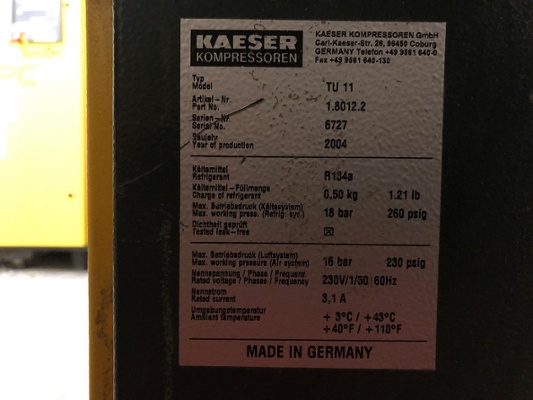 PC
KAESER
KOMPRESSOREN
KAESER KOMPRESSOREN GmbH
Carl-Kaeser-Str. 26, 96450 Coburg
GERMANY Telefon +49 9561 640-0
Fax +49 9561 640-130
Typ
Model TU 11
Artikel-Nr.
Part No. 1.8012.2
Serien-Nr.
Serial No. 6727
Baujahr
Year of production 2004
Kältemittel
Refrigerant R134a
Kältemittel-Füllmenge
Charge of refrigerant 0,50 kg 1.21 lb
Max. Betriebsdruck (Kältesystem)
Max. working press. (Refrig. syn.) 18 bar 260 psig
Dichtheit geprüft
Tested leak-free ☒
Max. Betriebsdruck (Luftsystem)
Max. working pressure (Air system) 16 bar 230 psig
Nennspannung / Phase / Frequenz
Rated voltage / Phase / Frequency 230V/1/50 60Hz
Nennstrom
Rated current 3,1 A
Umgebungstemperatur
Ambient temperature + 3°C / +43°C
+40°F / +110°F
MADE IN GERMANY